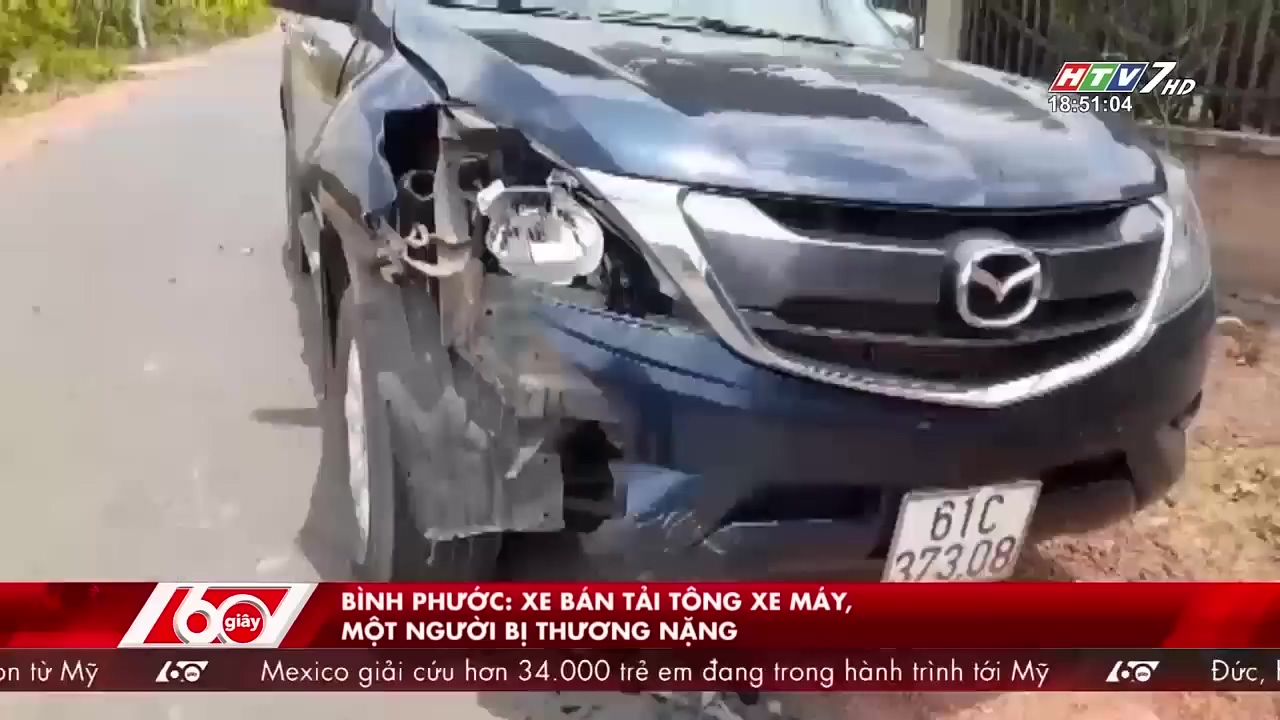 HTV7 HD
18:51:04
61C
373.08
60 giây
BÌNH PHƯỚC: XE BÁN TẢI TÔNG XE MÁY,
MỘT NGƯỜI BỊ THƯƠNG NẶNG
từ Mỹ 60 Mexico giải cứu hơn 34.000 trẻ em đang trong hành trình tới Mỹ 60 Đức,